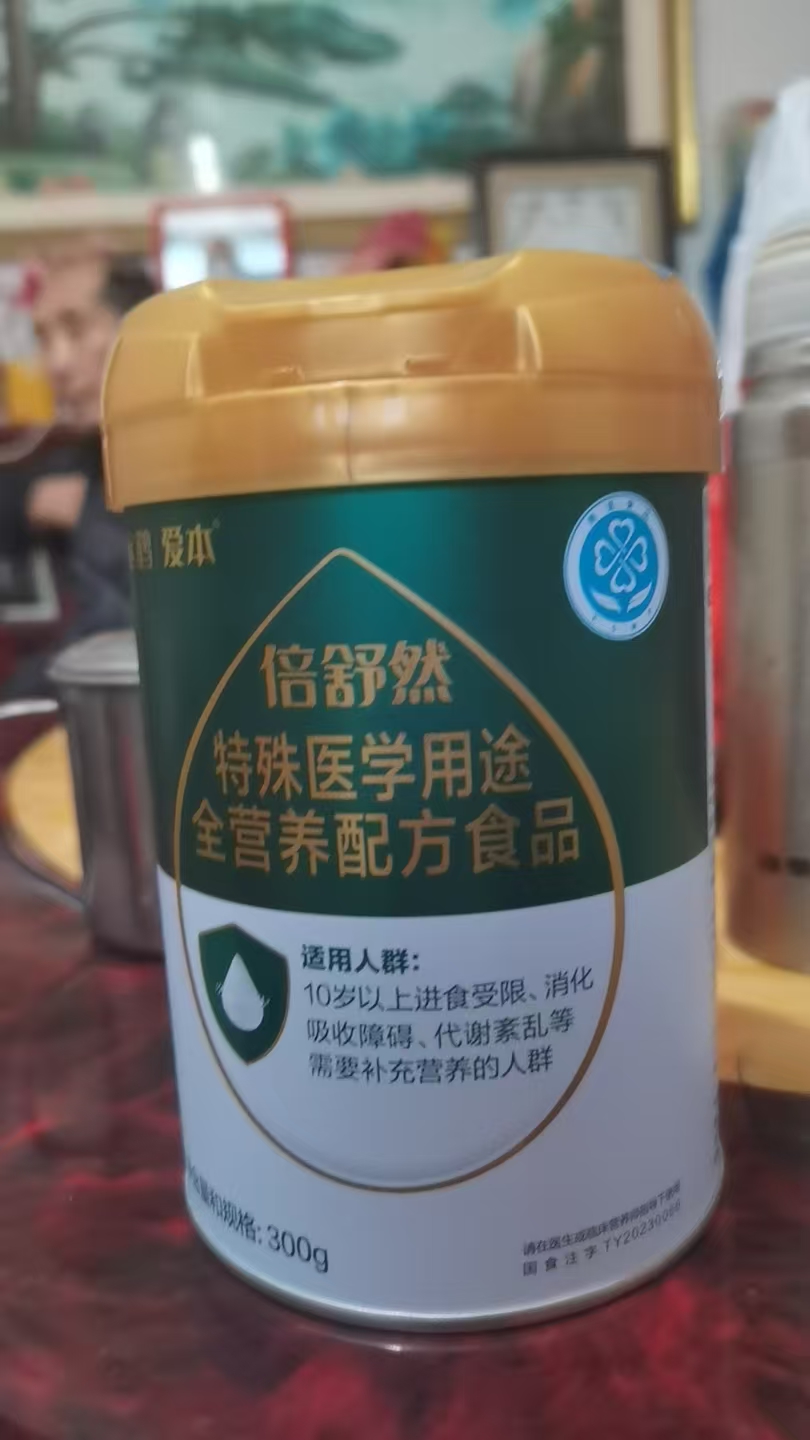 爱本
倍舒然
特殊医学用途
全营养配方食品
适用人群：
10岁以上进食受限、消化
吸收障碍、代谢紊乱等
需要补充营养的人群
量和规格: 300g
请在医生或临床营养师指导下使用
国食注字TY20230066